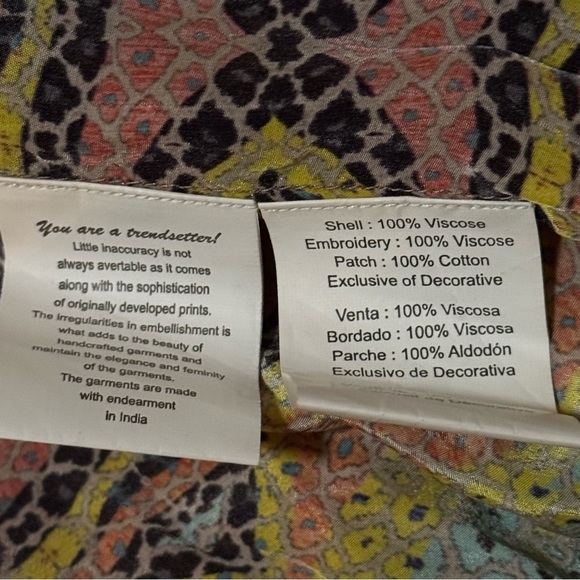 You are a trendsetter!
Little inaccuracy is not
always avertable as it comes
along with the sophistication
of originally developed prints.
The irregularities in embellishment is
what adds to the beauty of
handcrafted garments and
maintain the elegance and feminity
of the garments.
The garments are made
with endearment
in India
Shell : 100% Viscose
Embroidery : 100% Viscose
Patch : 100% Cotton
Exclusive of Decorative
Venta : 100% Viscosa
Bordado : 100% Viscosa
Parche : 100% Aldodón
Exclusivo de Decorativa